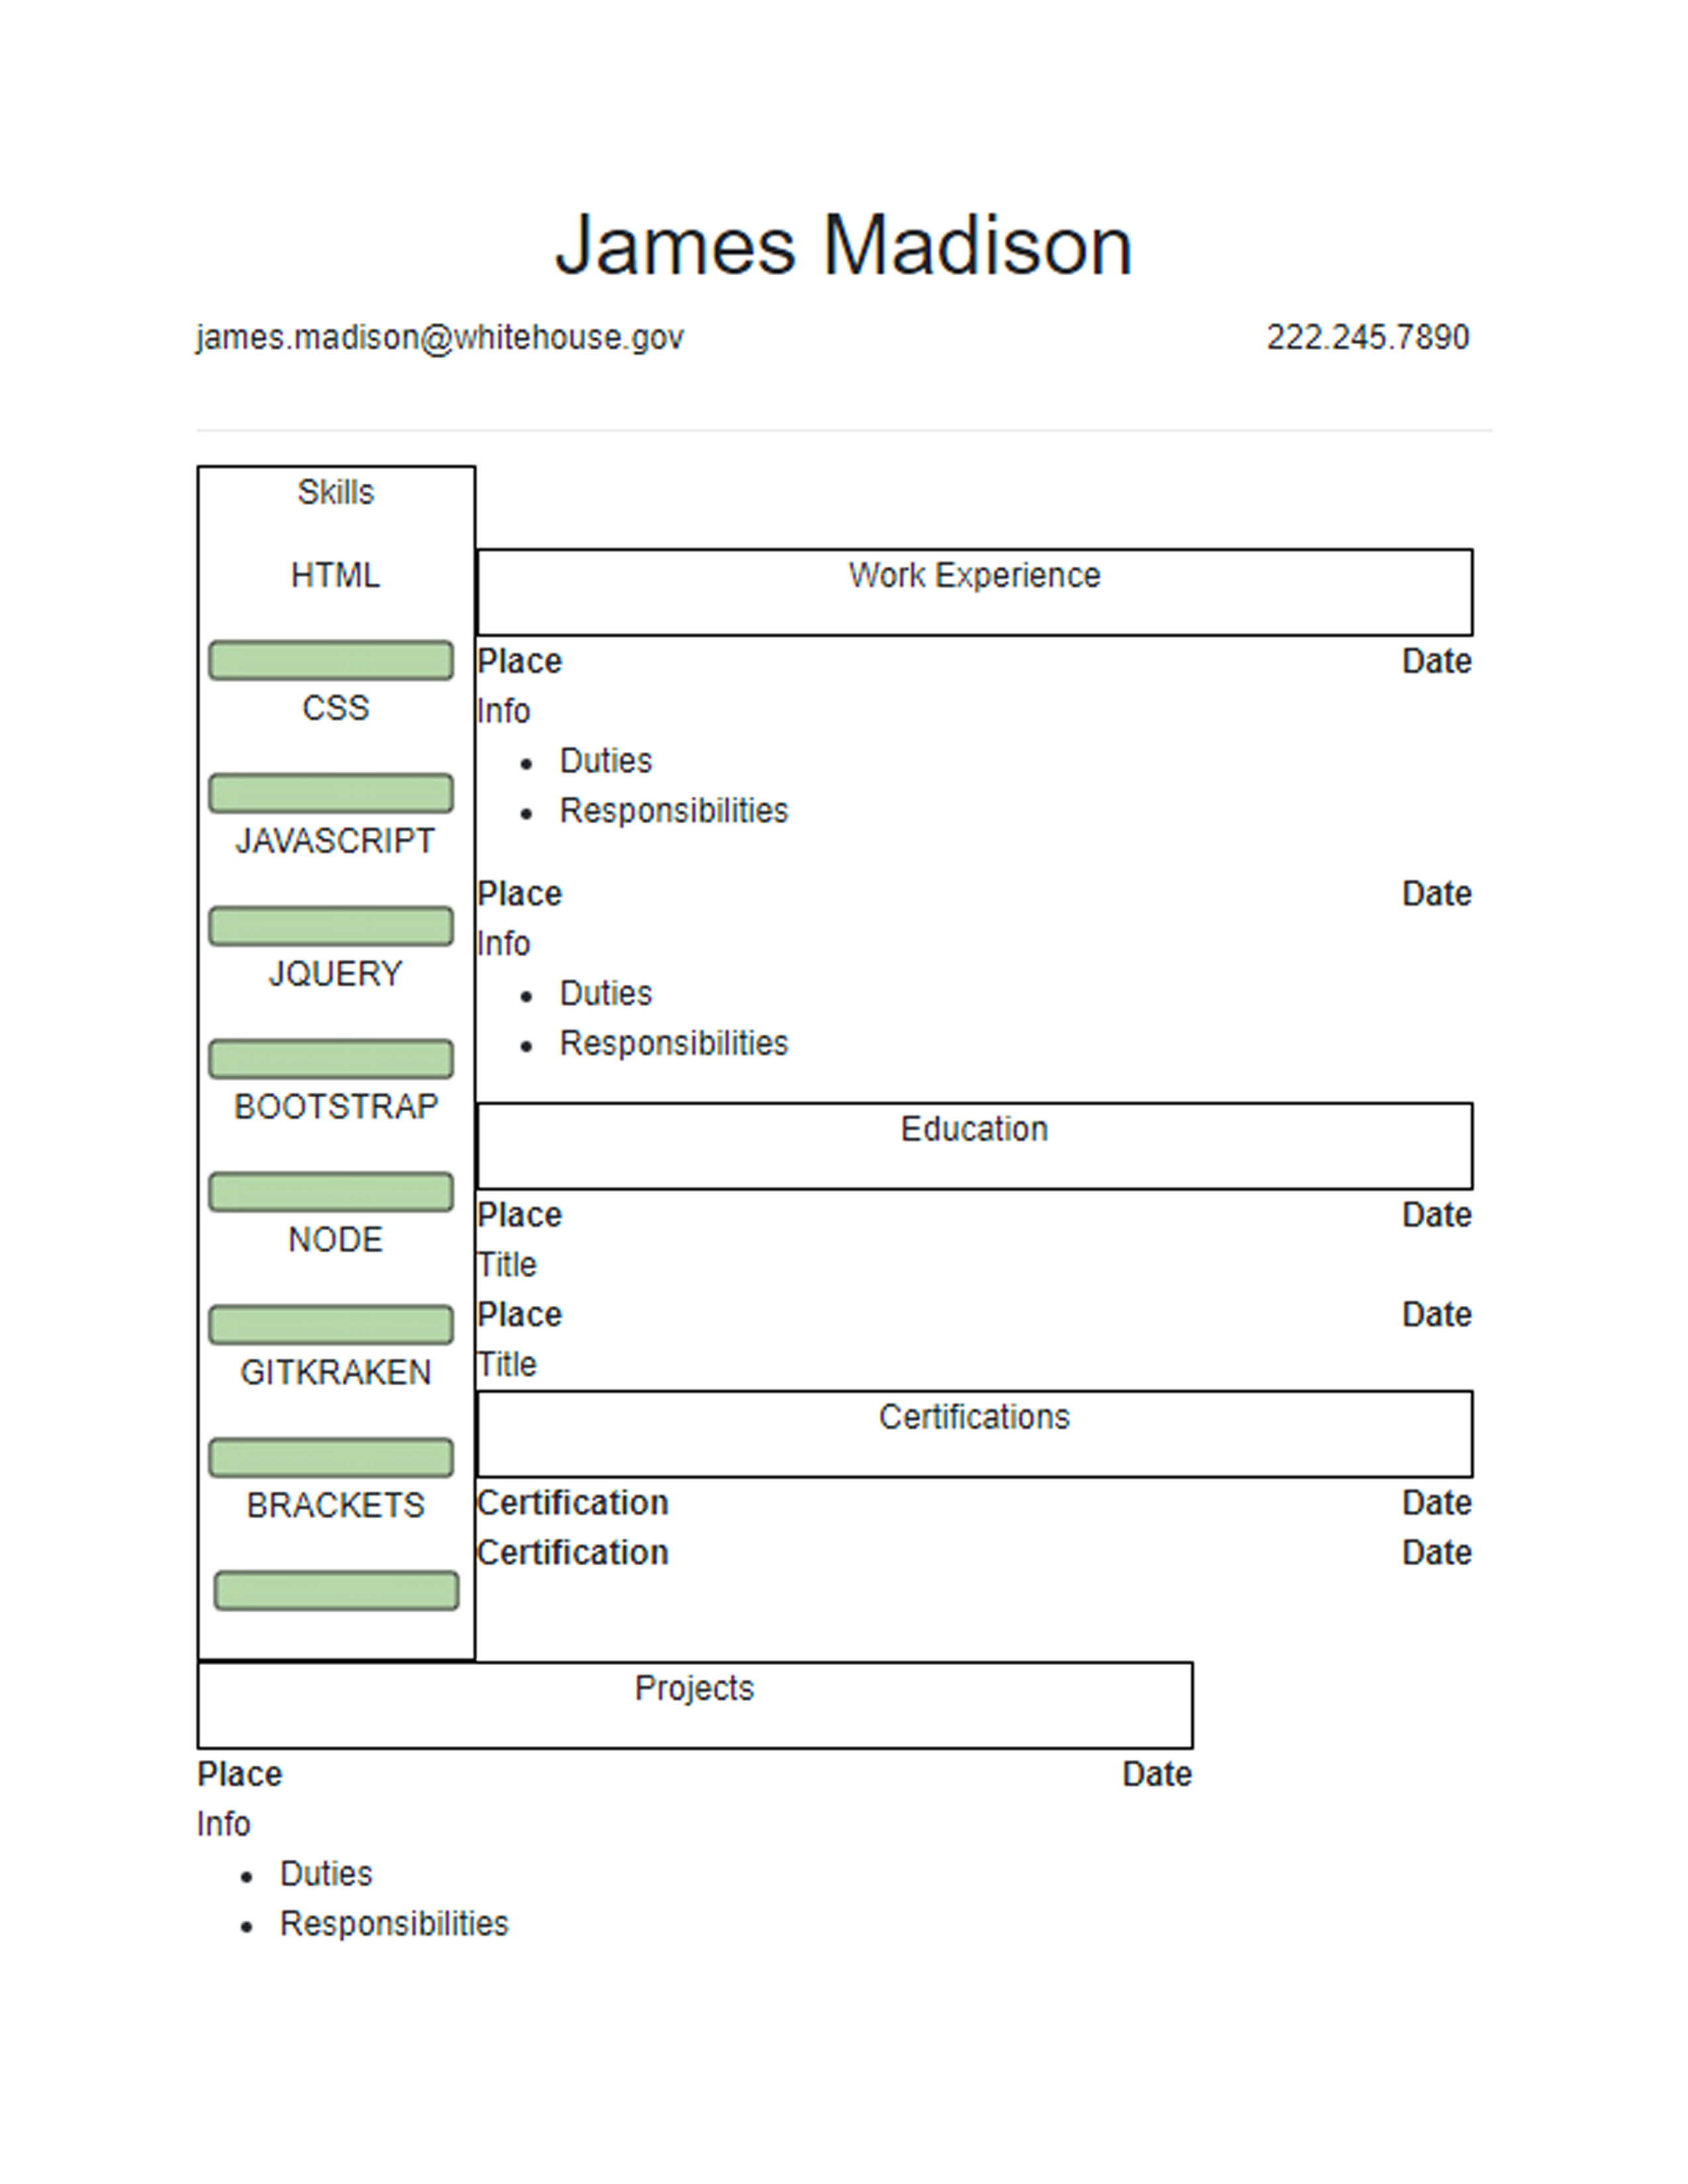 James Madison
james.madison@whitehouse.gov 222.245.7890
Skills
HTML
CSS
JAVASCRIPT
JQUERY
BOOTSTRAP
NODE
GITKRAKEN
BRACKETS
Work Experience
Place Date
Info
• Duties
• Responsibilities
Place Date
Info
• Duties
• Responsibilities
Education
Place Date
Title
Place Date
Title
Certifications
Certification Date
Certification Date
Projects
Place Date
Info
• Duties
• Responsibilities